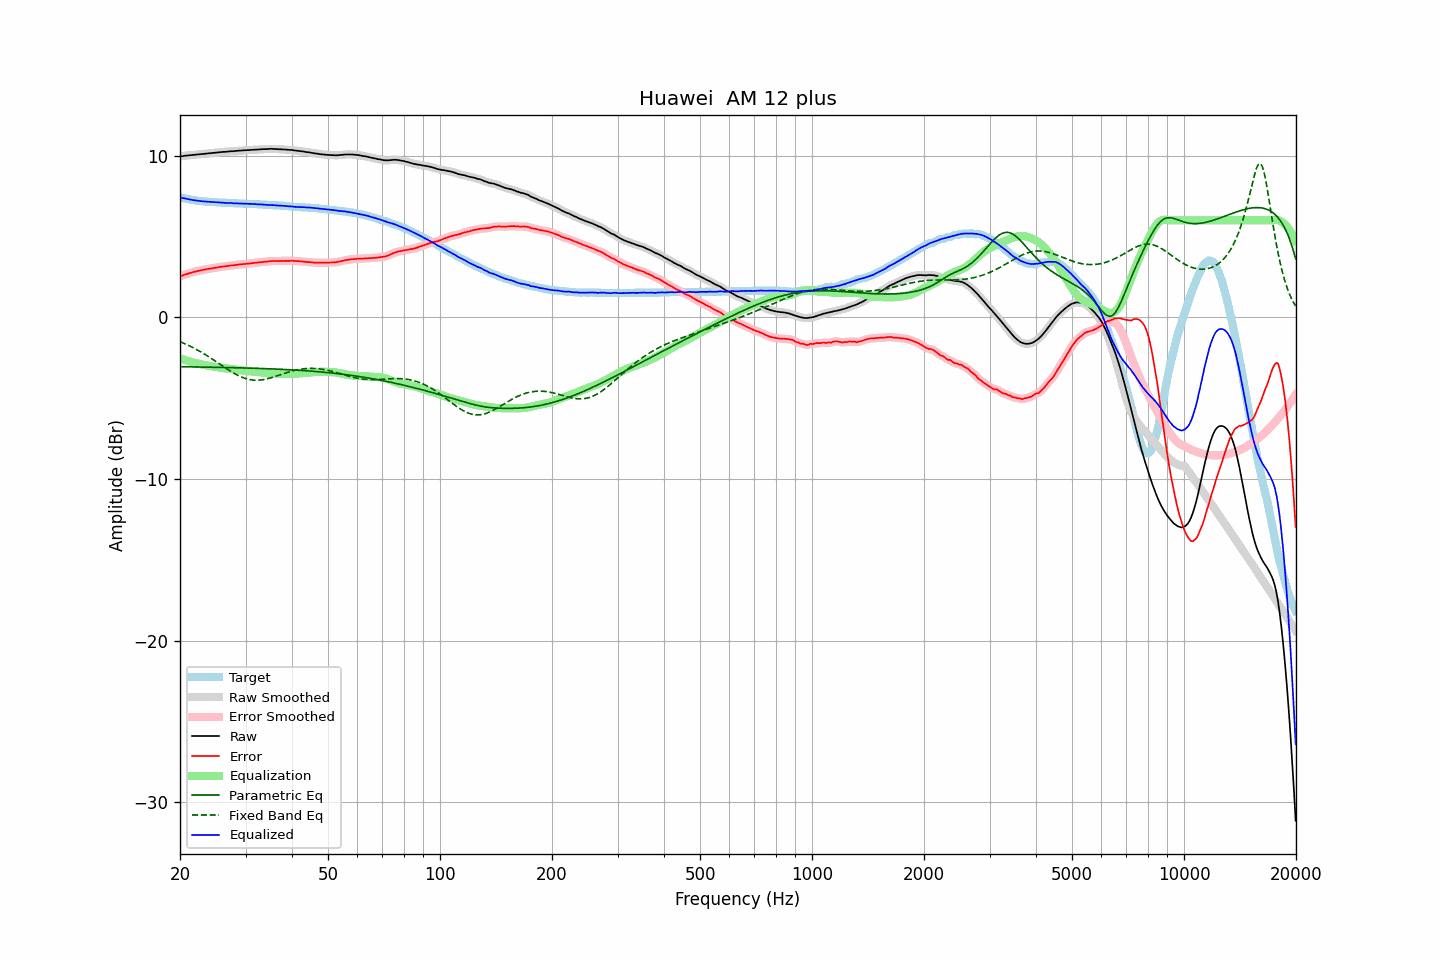 Huawei  AM 12 plus
Amplitude (dBr)
10
0
−10
−20
−30
Target
Raw Smoothed
Error Smoothed
Raw
Error
Equalization
Parametric Eq
Fixed Band Eq
Equalized
20 50 100 200 500 1000 2000 5000 10000 20000
Frequency (Hz)